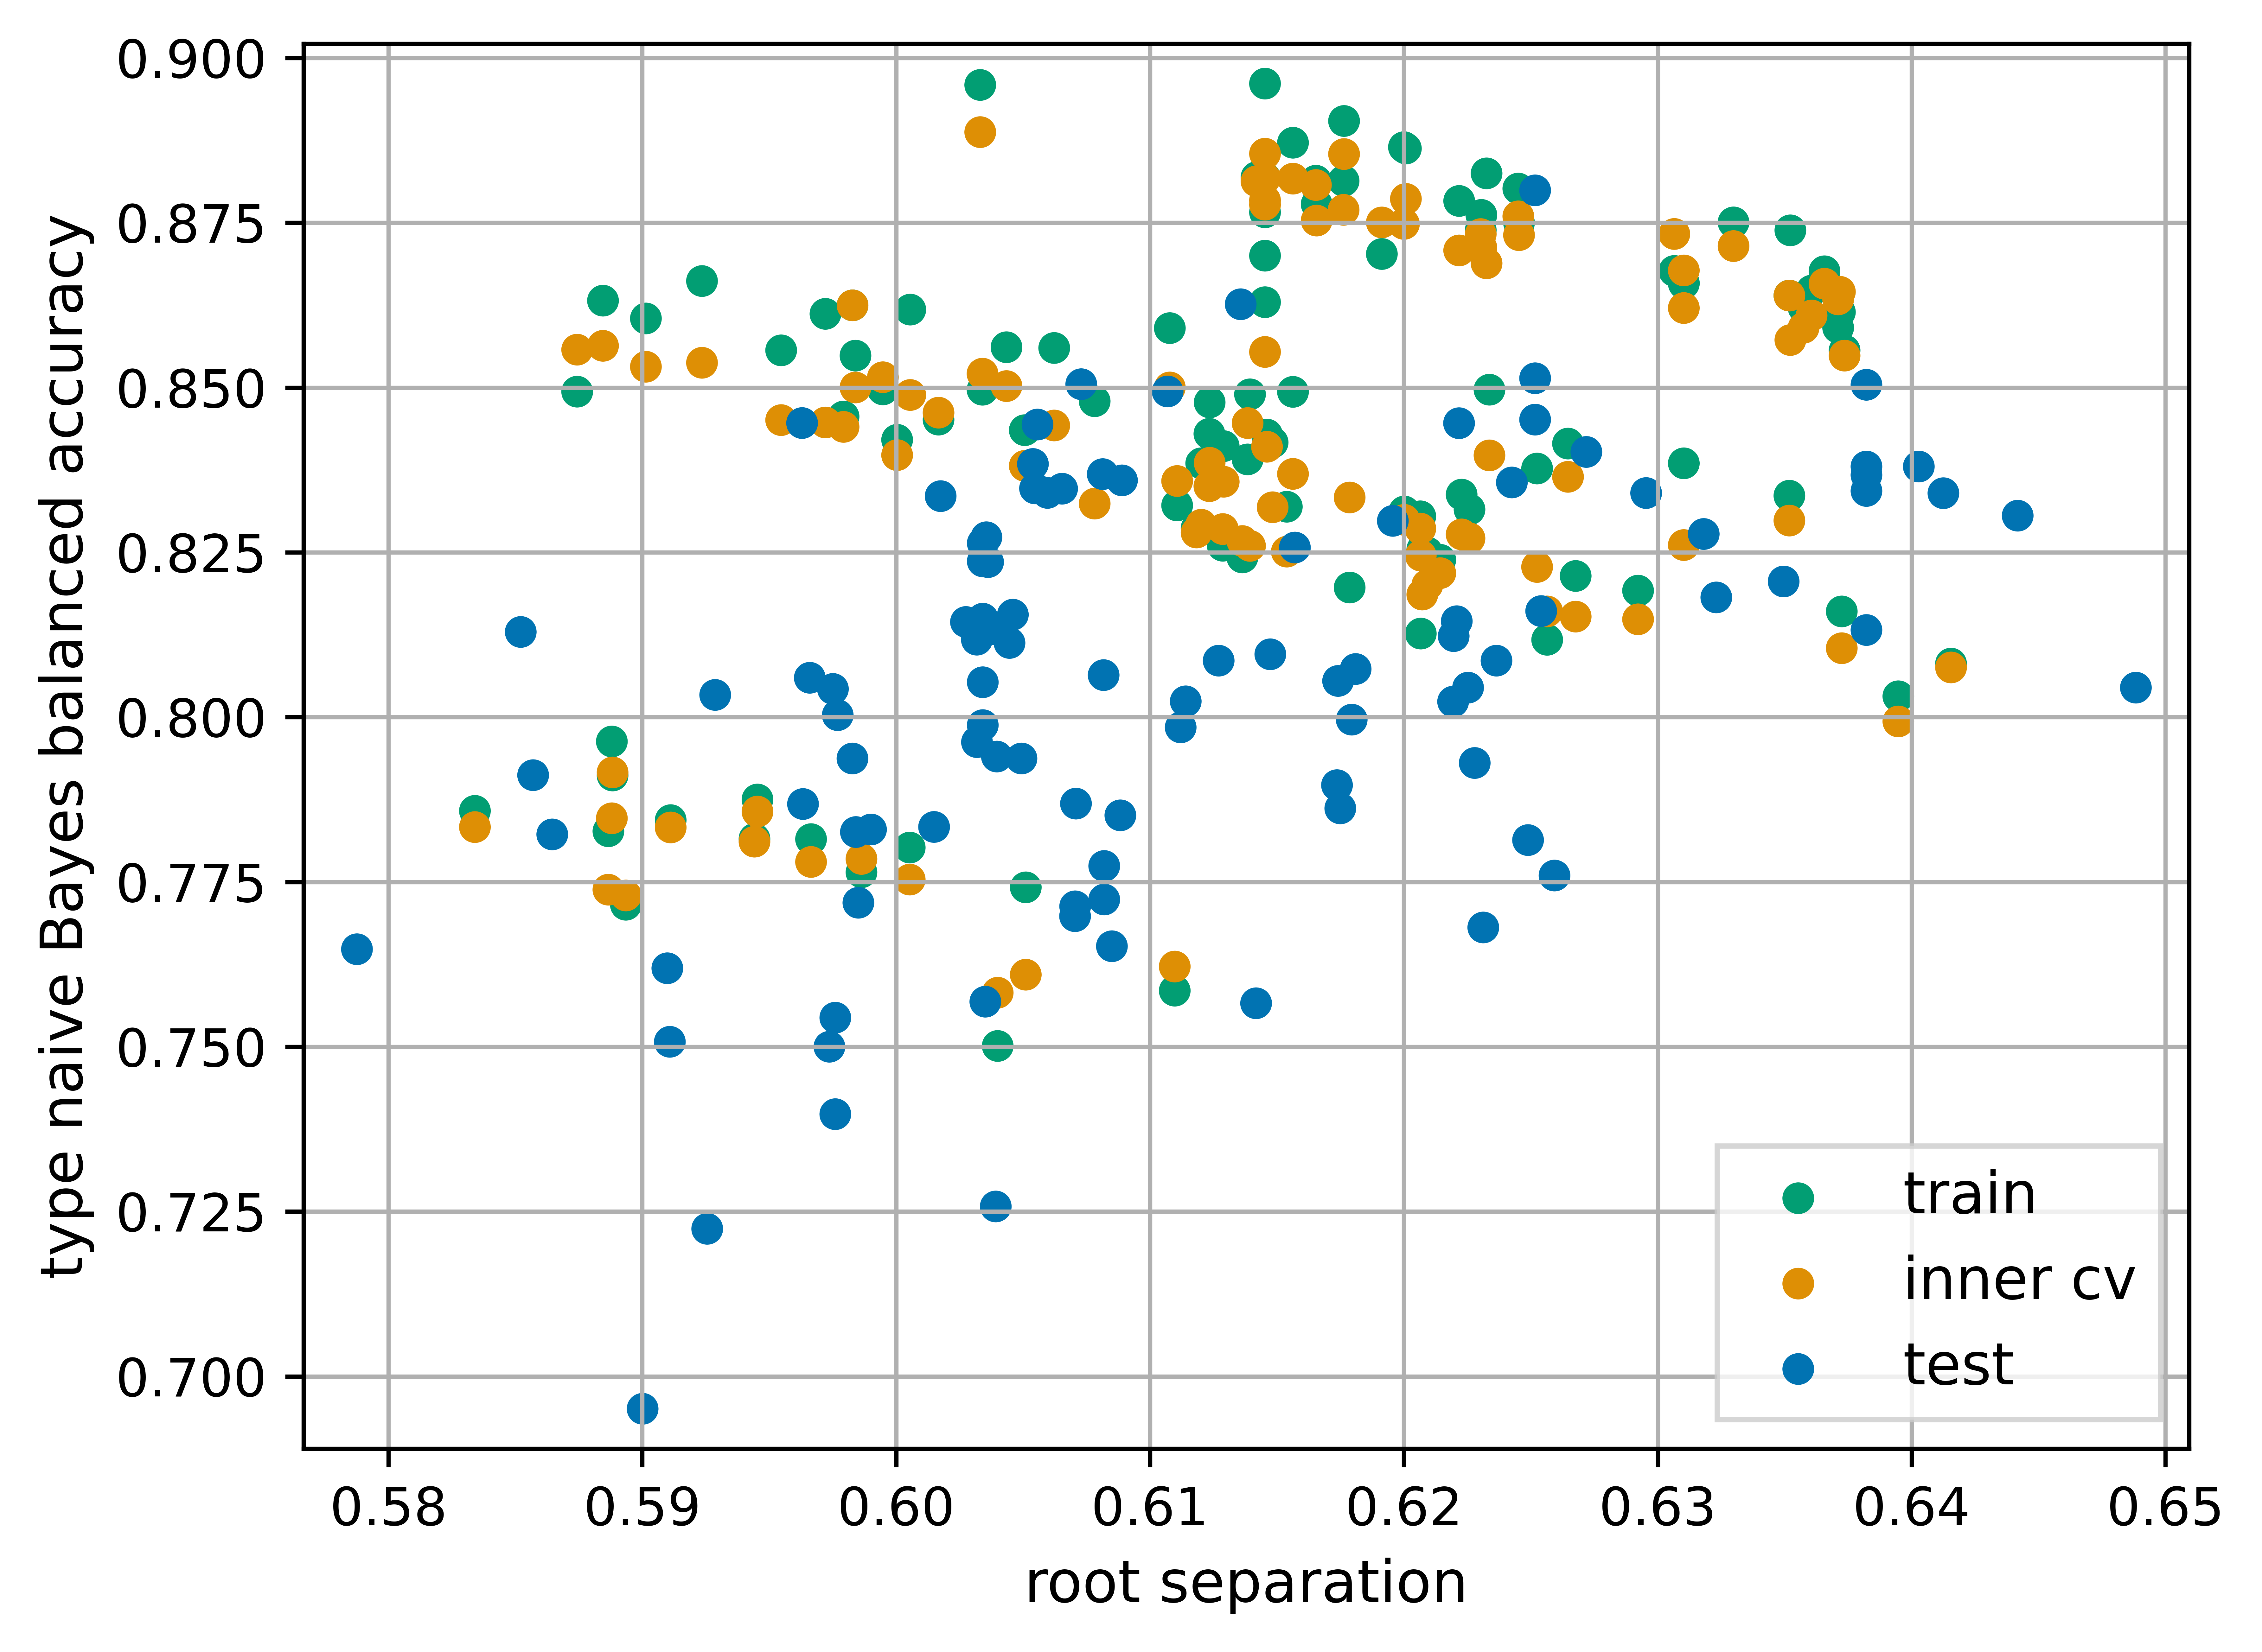 type naive Bayes balanced accuracy
0.900
0.875
0.850
0.825
0.800
0.775
0.750
0.725
0.700
train
inner cv
test
0.58 0.59 0.60 0.61 0.62 0.63 0.64 0.65
root separation